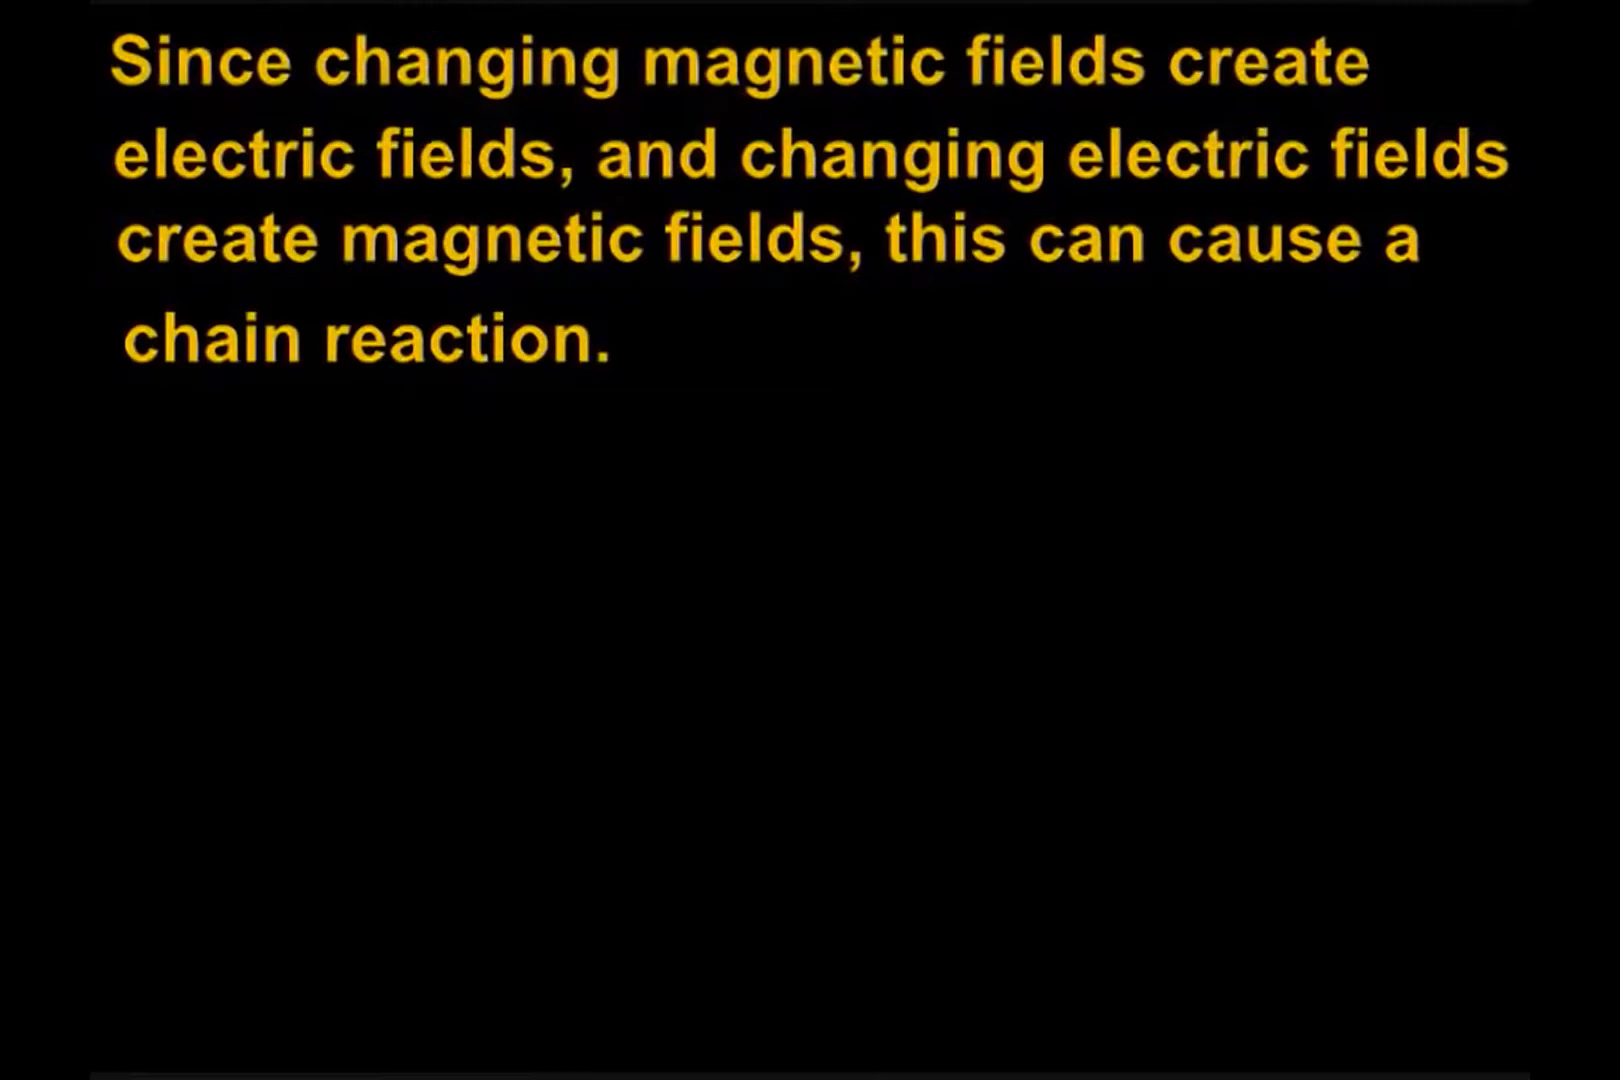 Since changing magnetic fields create
electric fields, and changing electric fields
create magnetic fields, this can cause a
chain reaction.